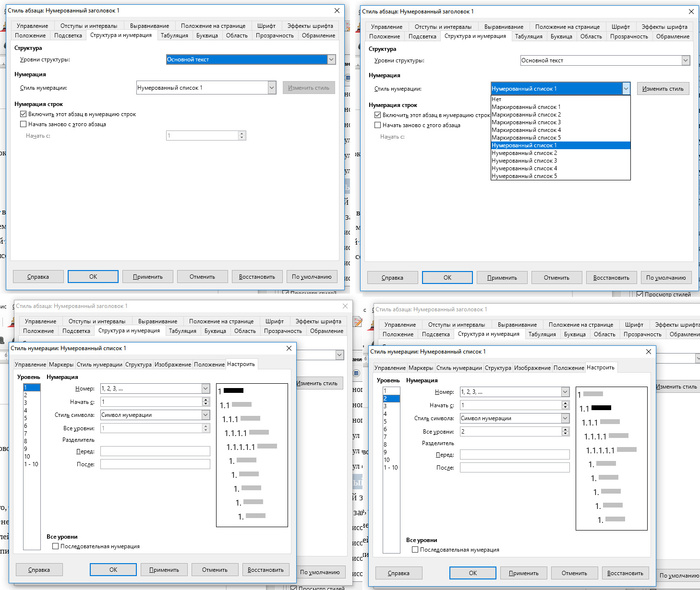 Стиль абзаца: Нумерованный заголовок 1
Управление Отступы и интервалы Выравнивание Положение на странице Шрифт Эффекты шрифта
Положение Подсветка Структура и нумерация Табуляция Буквица Область Прозрачность Обрамление
Структура
Уровни структуры: Основной текст
Нумерация
Стиль нумерации: Нумерованный список 1 Изменить стиль
Нумерация строк
Включить этот абзац в нумерацию строк
Начать заново с этого абзаца
Начать с: 1
Справка OK Применить Отменить Восстановить По умолчанию
Стиль абзаца: Нумерованный заголовок 1
Управление Отступы и интервалы Выравнивание Положение на странице Шрифт Эффекты шрифта
Положение Подсветка Структура и нумерация Табуляция Буквица Область Прозрачность Обрамление
Структура
Уровни структуры: Основной текст
Нумерация
Стиль нумерации: Нумерованный список 1 Изменить стиль
Нет
Маркированный список 1
Маркированный список 2
Маркированный список 3
Маркированный список 4
Маркированный список 5
Нумерованный список 1
Нумерованный список 2
Нумерованный список 3
Нумерованный список 4
Нумерованный список 5
Нумерация строк
Включить этот абзац в нумерацию строк
Начать заново с этого абзаца
Начать с:
Справка OK Применить Отменить Восстановить По умолчанию
Просмотр стилей
Стиль абзаца: Нумерованный заголовок 1
Управление Отступы и интервалы Выравнивание Положение на странице Шрифт Эффекты шрифта
Положение Подсветка Структура и нумерация Табуляция Буквица Область Прозрачность Обрамление
Стиль нумерации: Нумерованный список 1
Управление Маркеры Стиль нумерации Структура Изображение Положение Настроить
Уровень Нумерация
1
2
3
4
5
6
7
8
9
10
1 - 10
Номер: 1, 2, 3, ...
Начать с: 1
Стиль символа: Символ нумерации
Все уровни: 1
Разделитель
Перед:
После:
1
1.1
1.1.1
1.1.1.1
1.1.1.1.1
1.
1.
1.
1.
1.
Все уровни
Последовательная нумерация
Справка OK Применить Отменить Восстановить
Изменить стиль
По умолчанию
Стиль абзаца: Нумерованный заголовок 1
Управление Отступы и интервалы Выравнивание Положение на странице Шрифт Эффекты шрифта
Положение Подсветка Структура и нумерация Табуляция Буквица Область Прозрачность Обрамление
Стиль нумерации: Нумерованный список 1
Управление Маркеры Стиль нумерации Структура Изображение Положение Настроить
Уровень Нумерация
1
2
3
4
5
6
7
8
9
10
1 - 10
Номер: 1, 2, 3, ...
Начать с: 1
Стиль символа: Символ нумерации
Все уровни: 2
Разделитель
Перед:
После:
1
1.1
1.1.1
1.1.1.1
1.1.1.1.1
1.
1.
1.
1.
1.
Все уровни
Последовательная нумерация
Справка OK Применить Отменить Восстановить
Изменить стиль
По умолчанию